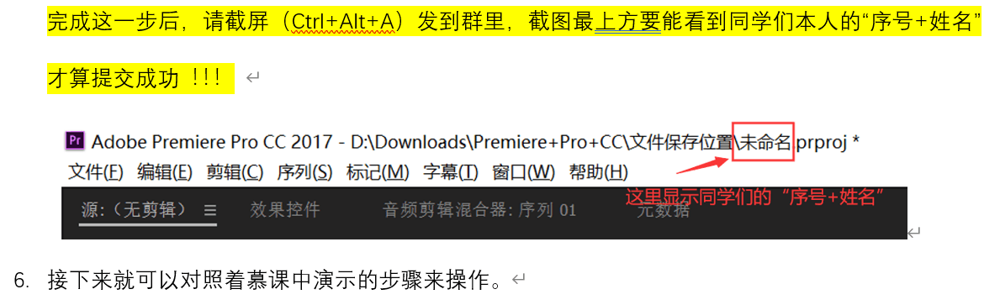 完成这一步后，请截屏（Ctrl+Alt+A）发到群里，截图最上方要能看到同学们本人的“序号+姓名”
才算提交成功 !!!
Pr Adobe Premiere Pro CC 2017 - D:\Downloads\Premiere+Pro+CC\文件保存位置\未命名.prproj *
文件(F) 编辑(E) 剪辑(C) 序列(S) 标记(M) 字幕(T) 窗口(W) 帮助(H)
这里显示同学们的“序号+姓名”
源:（无剪辑） 效果控件 音频剪辑混合器: 序列 01 元数据
6. 接下来就可以对照着慕课中演示的步骤来操作。